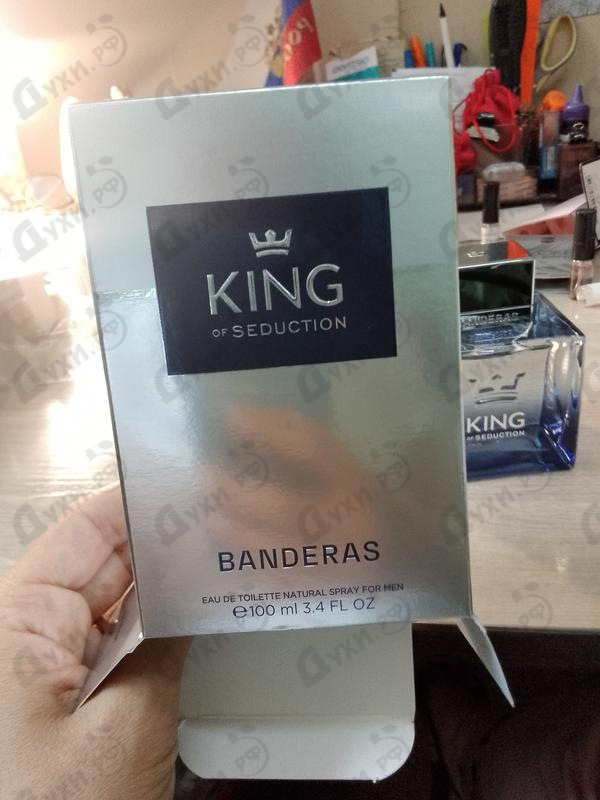 KING
OF SEDUCTION
BANDERAS
EAU DE TOILETTE NATURAL SPRAY FOR MEN
℮100 ml 3.4 FL OZ
BANDERAS
KING
OF SEDUCTION
Духи.РФ